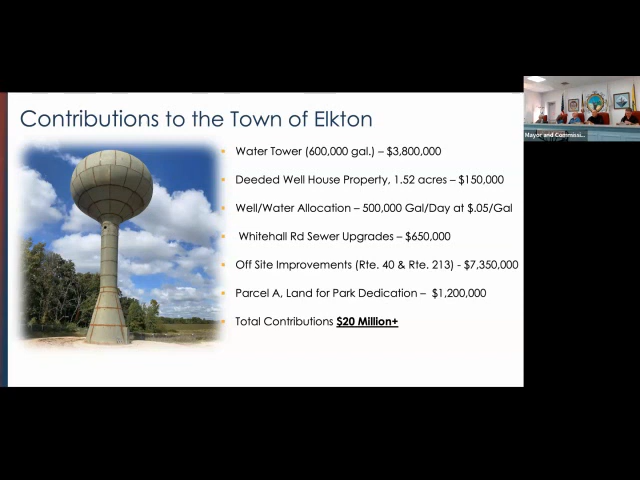 Contributions to the Town of Elkton
Water Tower (600,000 gal.) – $3,800,000
Deeded Well House Property, 1.52 acres – $150,000
Well/Water Allocation – 500,000 Gal/Day at $.05/Gal
Whitehall Rd Sewer Upgrades – $650,000
Off Site Improvements (Rte. 40 & Rte. 213) - $7,350,000
Parcel A, Land for Park Dedication – $1,200,000
Total Contributions $20 Million+
Mayor and Commissi...